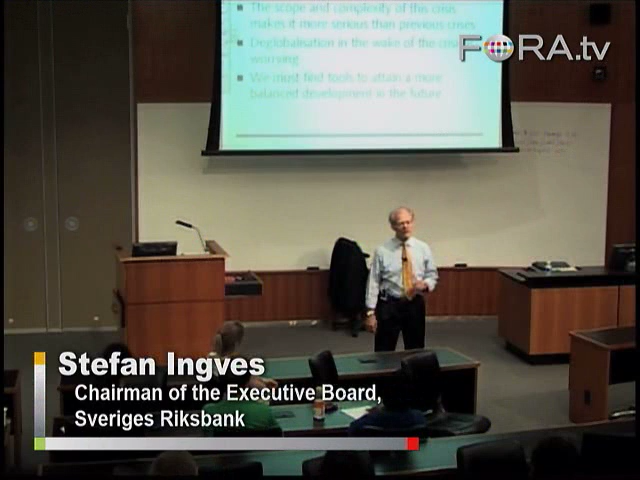 The scope and complexity of this crisis
makes it more serious than previous crises
Deglobalisation in the wake of the crisis
worrying
We must find tools to attain a more
balanced development in the future
FORA.tv
Stefan Ingves
Chairman of the Executive Board,
Sveriges Riksbank